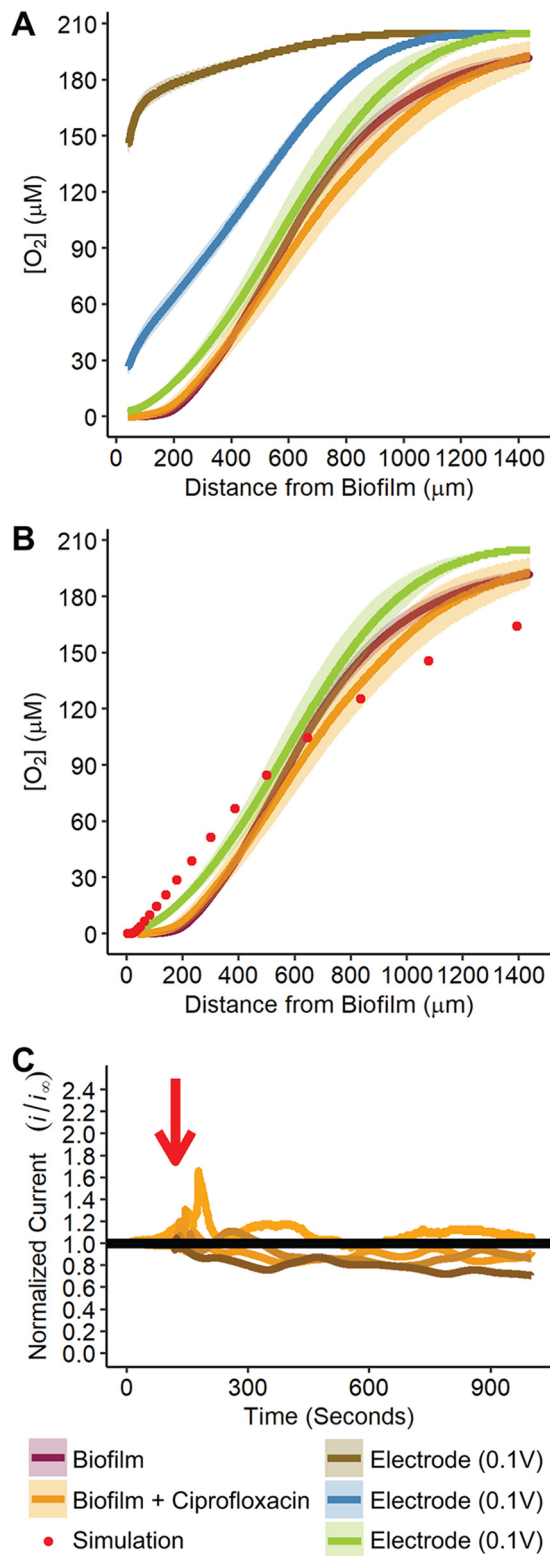 A
[O₂] (μM)
210
180
150
120
90
60
30
0
0 200 400 600 800 1000 1200 1400
Distance from Biofilm (μm)
B
[O₂] (μM)
210
180
150
120
90
60
30
0
0 200 400 600 800 1000 1200 1400
Distance from Biofilm (μm)
C
Normalized Current (i/i∞)
2.4
2.2
2.0
1.8
1.6
1.4
1.2
1.0
0.8
0.6
0.4
0.2
0.0
0 300 600 900
Time (Seconds)
Biofilm
Biofilm + Ciprofloxacin
Simulation
Electrode (0.1V)
Electrode (0.1V)
Electrode (0.1V)